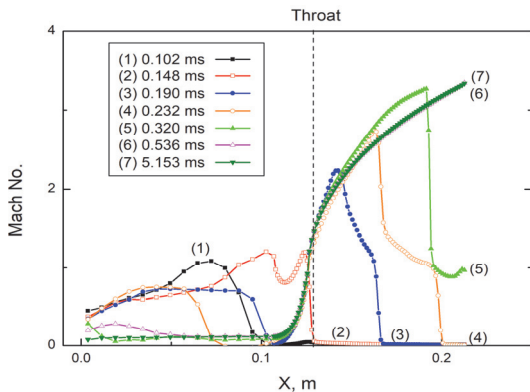 Throat
4
(1) 0.102 ms
(2) 0.148 ms
(3) 0.190 ms
(4) 0.232 ms
(5) 0.320 ms
(6) 0.536 ms
(7) 5.153 ms
(7)
(6)
Mach No.
2
(1)
(5)
(2)
(3)
(4)
0
0.0
0.1
0.2
X, m